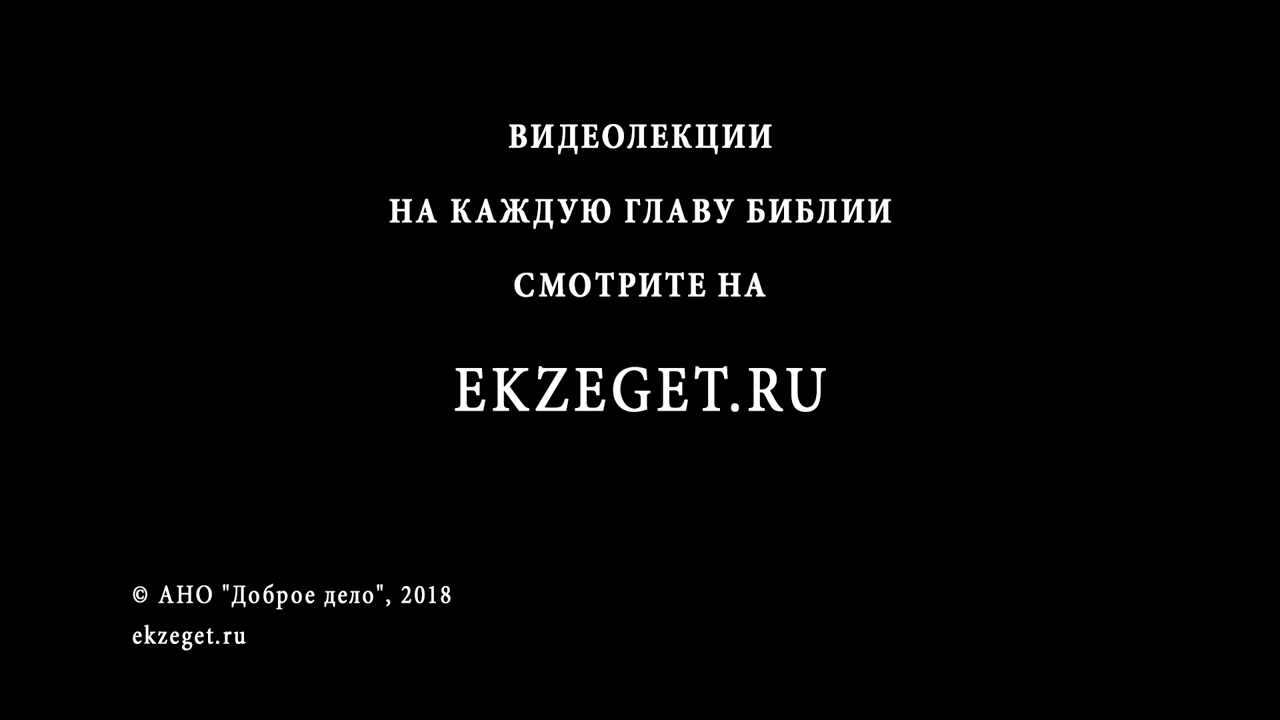 ВИДЕОЛЕКЦИИ
НА КАЖДУЮ ГЛАВУ БИБЛИИ
СМОТРИТЕ НА
EKZEGET.RU
© АНО "Доброе дело", 2018
ekzeget.ru